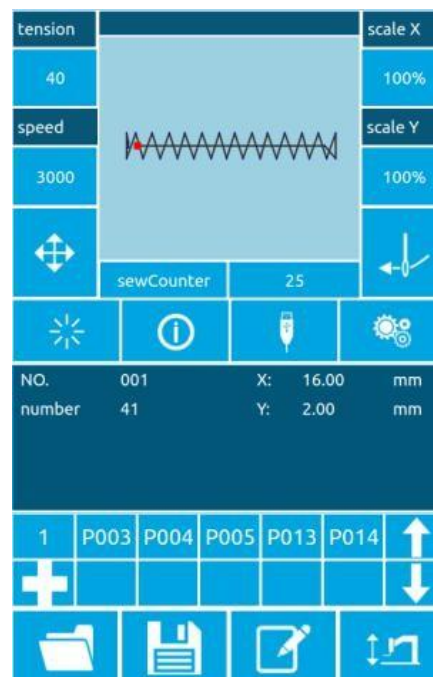 tension scale X
40 100%
speed scale Y
3000 100%
sewCounter 25
NO. 001 X: 16.00 mm
number 41 Y: 2.00 mm
1 P003 P004 P005 P013 P014